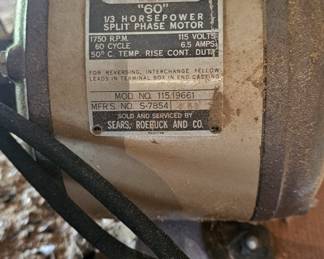 "60"
1/3 HORSEPOWER
SPLIT PHASE MOTOR
1750 R.P.M. 115 VOLTS
60 CYCLE 6.5 AMPS
50° C. TEMP. RISE CONT. DUTY
FOR REVERSING, INTERCHANGE YELLOW
LEADS IN TERMINAL BOX IN END CASTING
MOD. NO. 115.19661
MFR'S. NO. S-7854
SOLD AND SERVICED BY
SEARS, ROEBUCK AND CO.